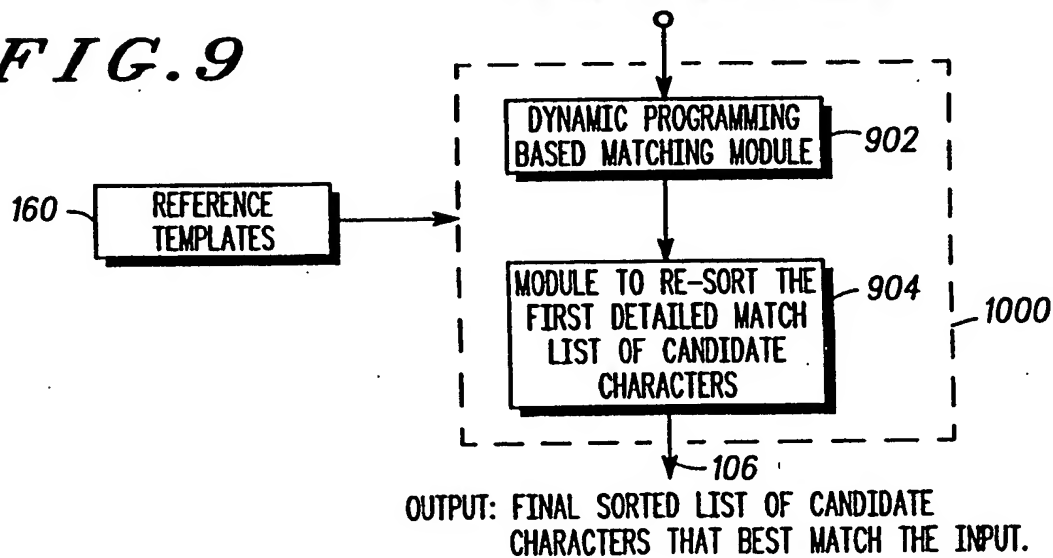 FIG.9
DYNAMIC PROGRAMMING
BASED MATCHING MODULE
902
160
REFERENCE
TEMPLATES
MODULE TO RE-SORT THE
FIRST DETAILED MATCH
LIST OF CANDIDATE
CHARACTERS
904
1000
106
OUTPUT: FINAL SORTED LIST OF CANDIDATE
CHARACTERS THAT BEST MATCH THE INPUT.